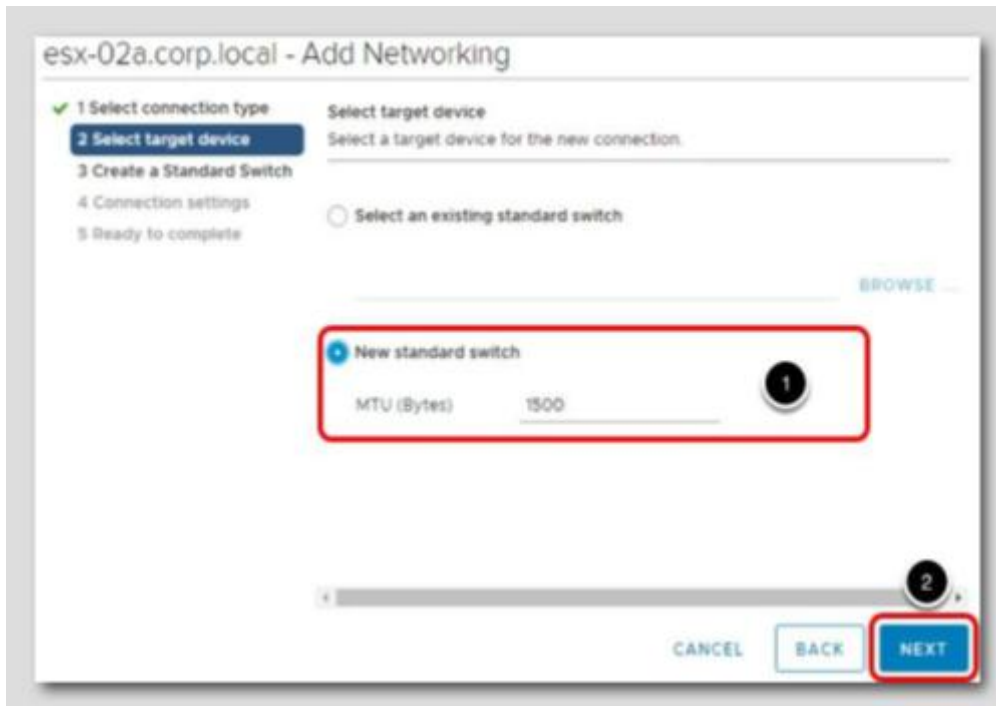 esx-02a.corp.local - Add Networking
1 Select connection type
2 Select target device
3 Create a Standard Switch
4 Connection settings
5 Ready to complete
Select target device
Select a target device for the new connection.
Select an existing standard switch
BROWSE ...
New standard switch
MTU (Bytes) 1500
1
2
CANCEL BACK NEXT